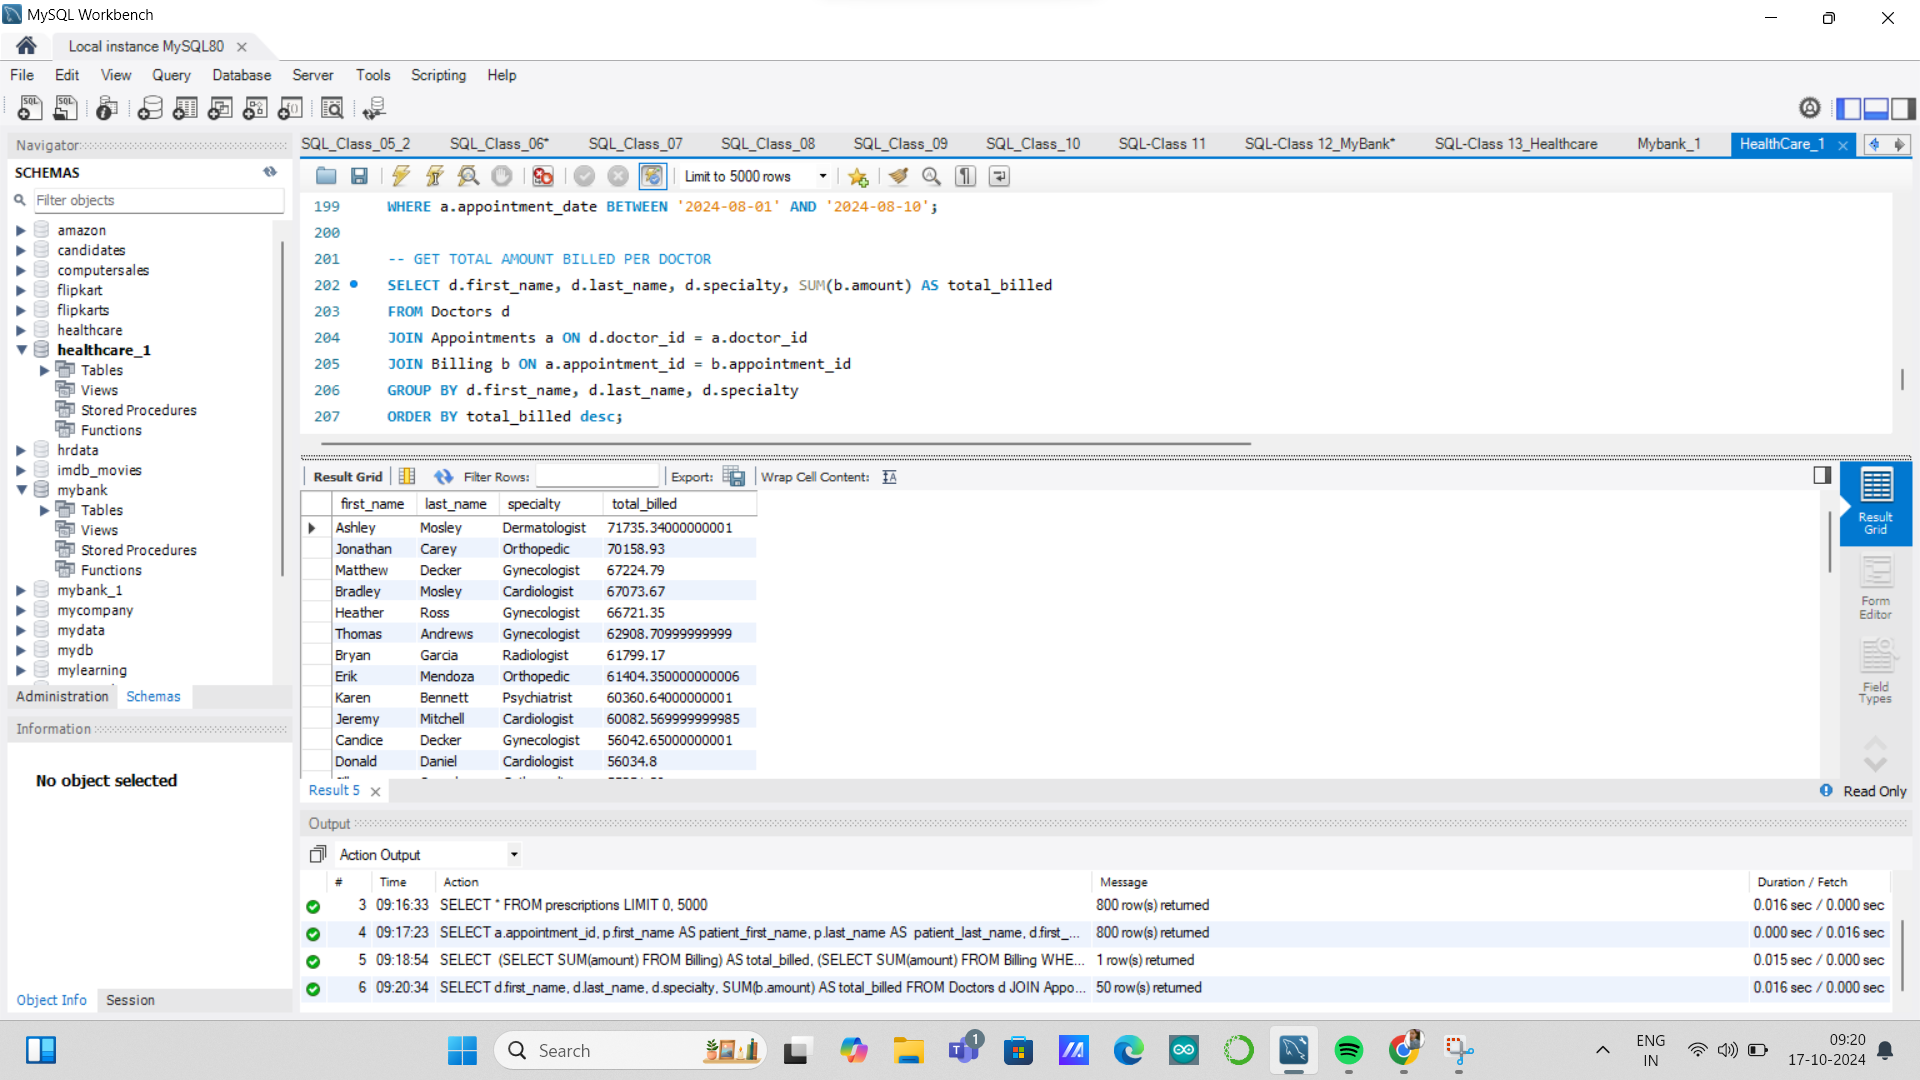 MySQL Workbench
Local instance MySQL80
File Edit View Query Database Server Tools Scripting Help
Navigator
SCHEMAS
Filter objects
amazon
candidates
computersales
flipkart
flipkarts
healthcare
healthcare_1
Tables
Views
Stored Procedures
Functions
hrdata
imdb_movies
mybank
Tables
Views
Stored Procedures
Functions
mybank_1
mycompany
mydata
mydb
mylearning
Administration Schemas
Information
No object selected
Object Info Session
SQL_Class_05_2 SQL_Class_06* SQL_Class_07 SQL_Class_08 SQL_Class_09 SQL_Class_10 SQL-Class 11 SQL-Class 12_MyBank* SQL-Class 13_Healthcare Mybank_1 HealthCare_1
Limit to 5000 rows
199 WHERE a.appointment_date BETWEEN '2024-08-01' AND '2024-08-10';
200
201 -- GET TOTAL AMOUNT BILLED PER DOCTOR
202 SELECT d.first_name, d.last_name, d.specialty, SUM(b.amount) AS total_billed
203 FROM Doctors d
204 JOIN Appointments a ON d.doctor_id = a.doctor_id
205 JOIN Billing b ON a.appointment_id = b.appointment_id
206 GROUP BY d.first_name, d.last_name, d.specialty
207 ORDER BY total_billed desc;
Result Grid Filter Rows: Export: Wrap Cell Content:
first_name last_name specialty total_billed
Ashley Mosley Dermatologist 71735.34000000001
Jonathan Carey Orthopedic 70158.93
Matthew Decker Gynecologist 67224.79
Bradley Mosley Cardiologist 67073.67
Heather Ross Gynecologist 66721.35
Thomas Andrews Gynecologist 62908.70999999999
Bryan Garcia Radiologist 61799.17
Erik Mendoza Orthopedic 61404.350000000006
Karen Bennett Psychiatrist 60360.64000000001
Jeremy Mitchell Cardiologist 60082.569999999985
Candice Decker Gynecologist 56042.65000000001
Donald Daniel Cardiologist 56034.8
Result Grid
Form Editor
Field Types
Result 5
Read Only
Output
Action Output
# Time Action Message Duration / Fetch
3 09:16:33 SELECT * FROM prescriptions LIMIT 0, 5000 800 row(s) returned 0.016 sec / 0.000 sec
4 09:17:23 SELECT a.appointment_id, p.first_name AS patient_first_name, p.last_name AS patient_last_name, d.first_... 800 row(s) returned 0.000 sec / 0.016 sec
5 09:18:54 SELECT (SELECT SUM(amount) FROM Billing) AS total_billed, (SELECT SUM(amount) FROM Billing WHE... 1 row(s) returned 0.015 sec / 0.000 sec
6 09:20:34 SELECT d.first_name, d.last_name, d.specialty, SUM(b.amount) AS total_billed FROM Doctors d JOIN Appo... 50 row(s) returned 0.016 sec / 0.000 sec
Search
1
ENG
IN
09:20
17-10-2024